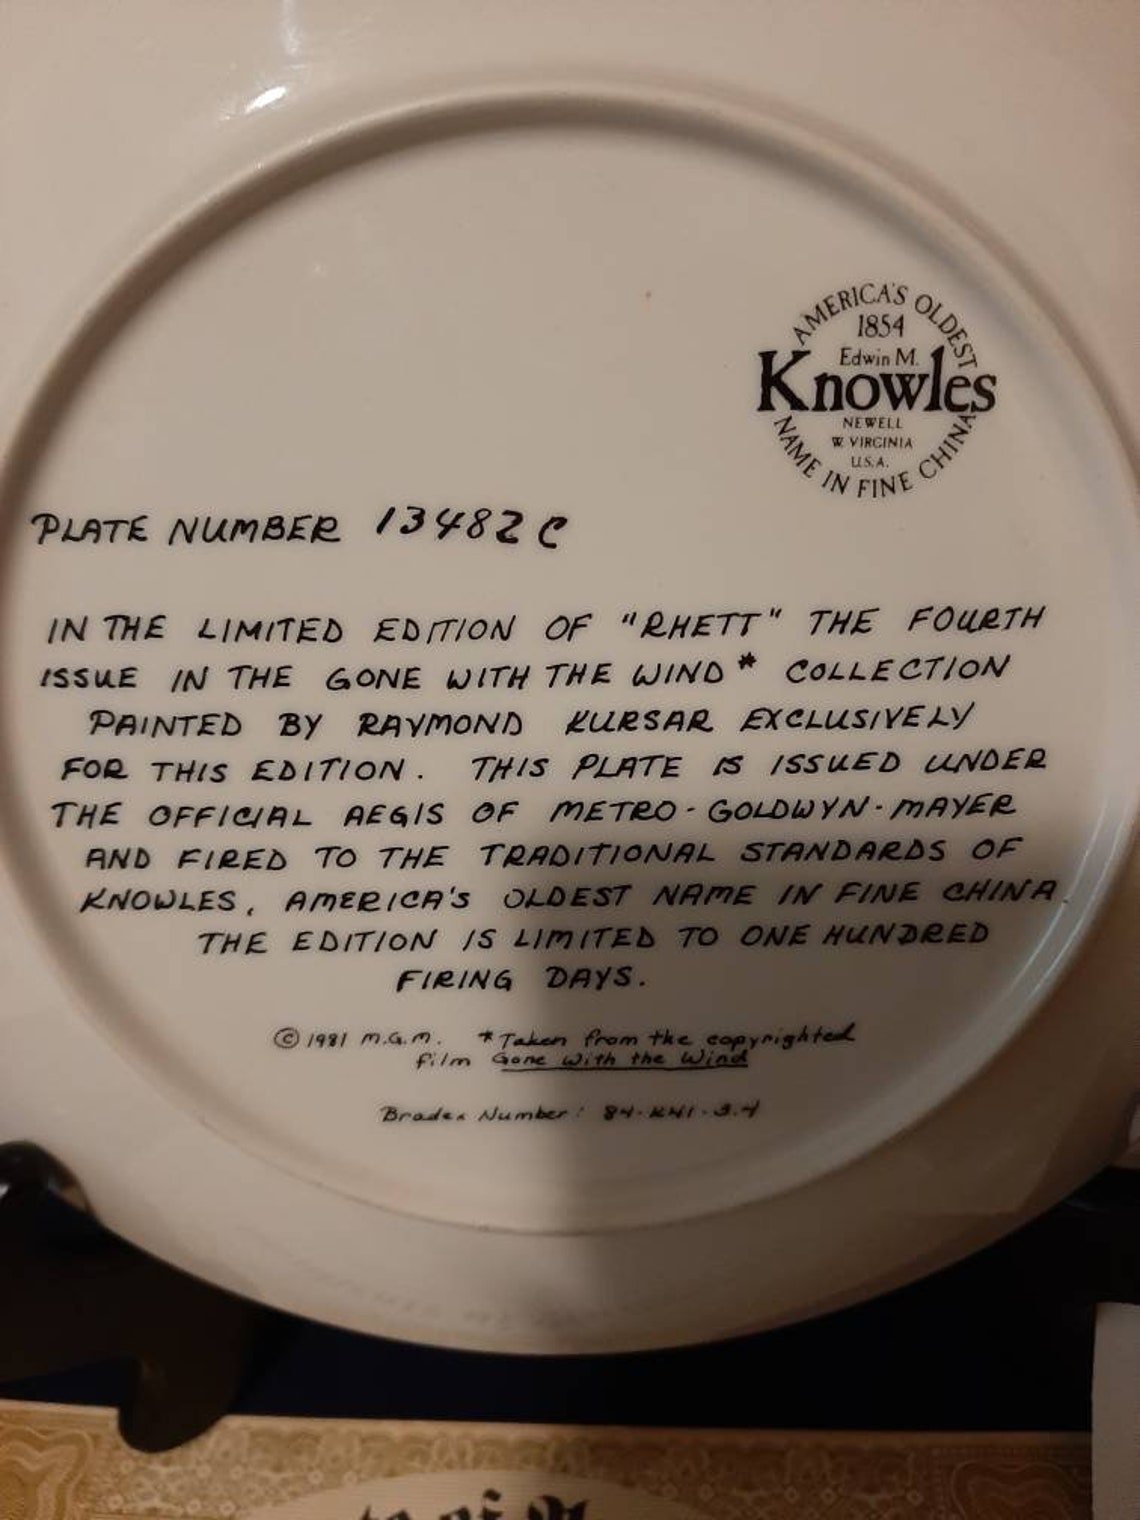 AMERICA'S OLDEST
1854
Edwin M.
Knowles
NEWELL
W. VIRGINIA
U.S.A.
NAME IN FINE CHINA
PLATE NUMBER 13482 C
IN THE LIMITED EDITION OF "RHETT" THE FOURTH
ISSUE IN THE GONE WITH THE WIND* COLLECTION
PAINTED BY RAYMOND KURSAR EXCLUSIVELY
FOR THIS EDITION. THIS PLATE IS ISSUED UNDER
THE OFFICIAL AEGIS OF METRO-GOLDWYN-MAYER
AND FIRED TO THE TRADITIONAL STANDARDS OF
KNOWLES, AMERICA'S OLDEST NAME IN FINE CHINA.
THE EDITION IS LIMITED TO ONE HUNDRED
FIRING DAYS.
© 1981 M.G.M. *Taken from the copyrighted
film Gone With the Wind
Bradex Number: 84-K41-3.4
of